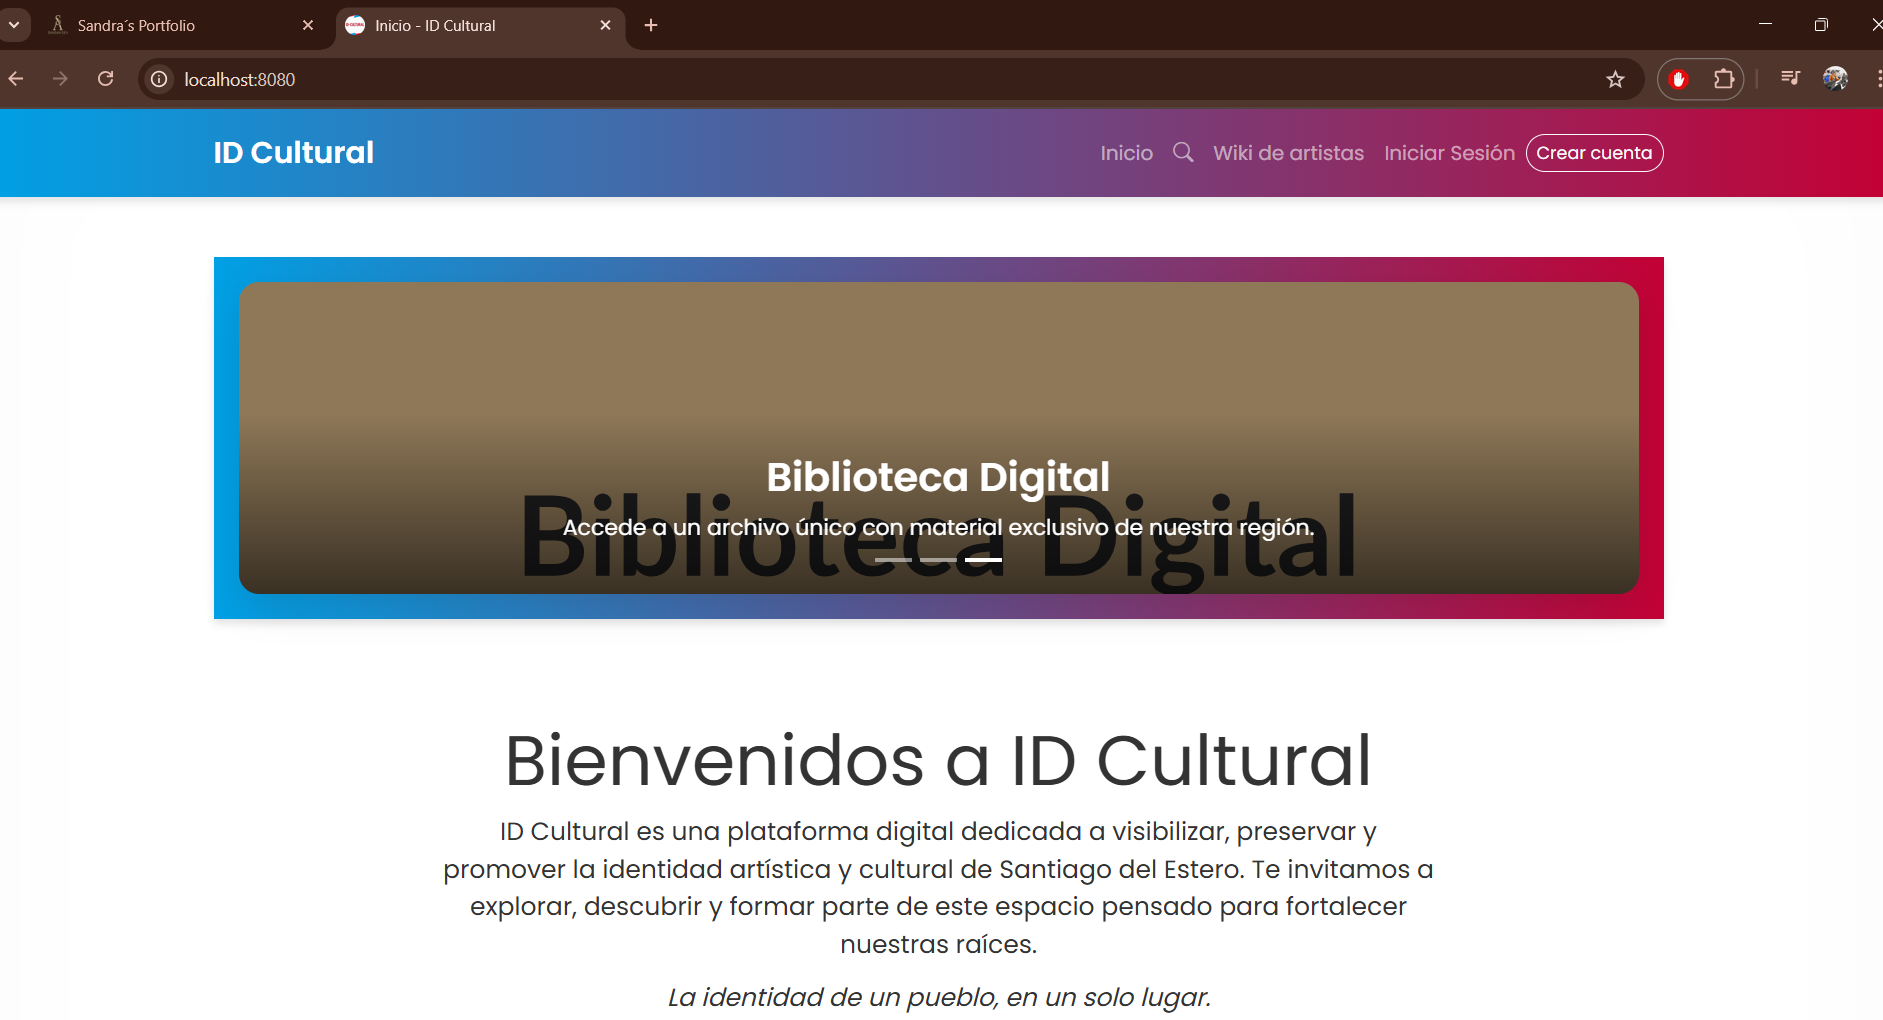 Sandra´s Portfolio
Inicio - ID Cultural
localhost:8080
ID Cultural
Inicio
Wiki de artistas
Iniciar Sesión
Crear cuenta
Biblioteca Digital
Biblioteca Digital
Accede a un archivo único con material exclusivo de nuestra región.
Bienvenidos a ID Cultural
ID Cultural es una plataforma digital dedicada a visibilizar, preservar y
promover la identidad artística y cultural de Santiago del Estero. Te invitamos a
explorar, descubrir y formar parte de este espacio pensado para fortalecer
nuestras raíces.
La identidad de un pueblo, en un solo lugar.